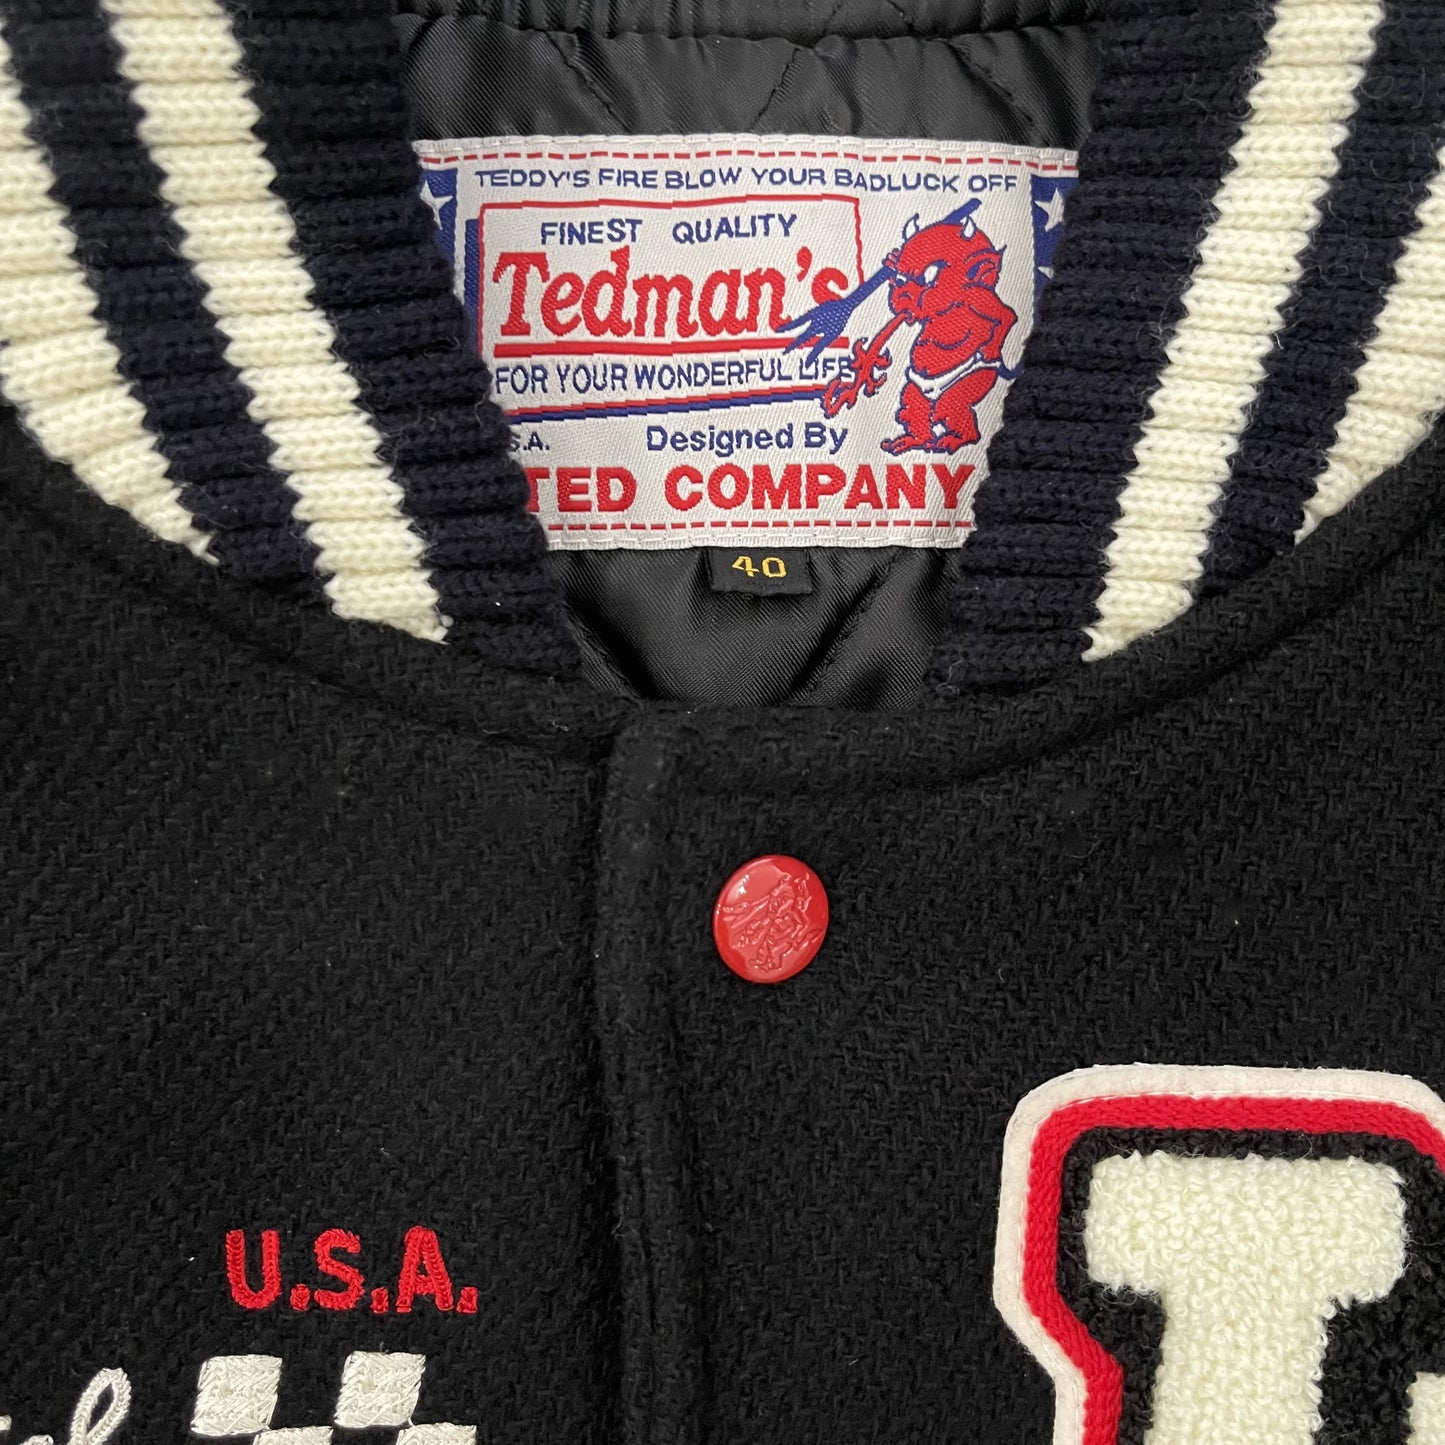 TEDDY'S FIRE BLOW YOUR BADLUCK OFF
FINEST QUALITY
Tedman's
FOR YOUR WONDERFUL LIFE
S.A. Designed By
TED COMPANY
40
U.S.A.